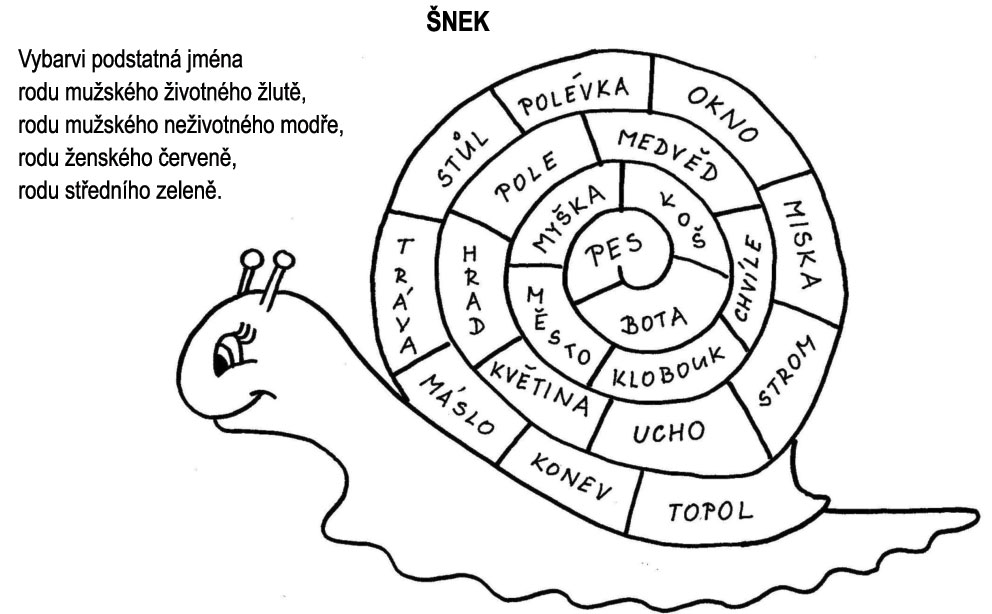 ŠNEK
Vybarvi podstatná jména
rodu mužského životného žlutě,
rodu mužského neživotného modře,
rodu ženského červeně,
rodu středního zeleně.
POLÉVKA
OKNO
STŮL
MEDVĚD
POLE
MYŠKA
KOŠ
MISKA
PES
TRÁVA
HRAD
CHVÍLE
MĚSTO
BOTA
KLOBOUK
STROM
KVĚTINA
MÁSLO
UCHO
KONEV
TOPOL